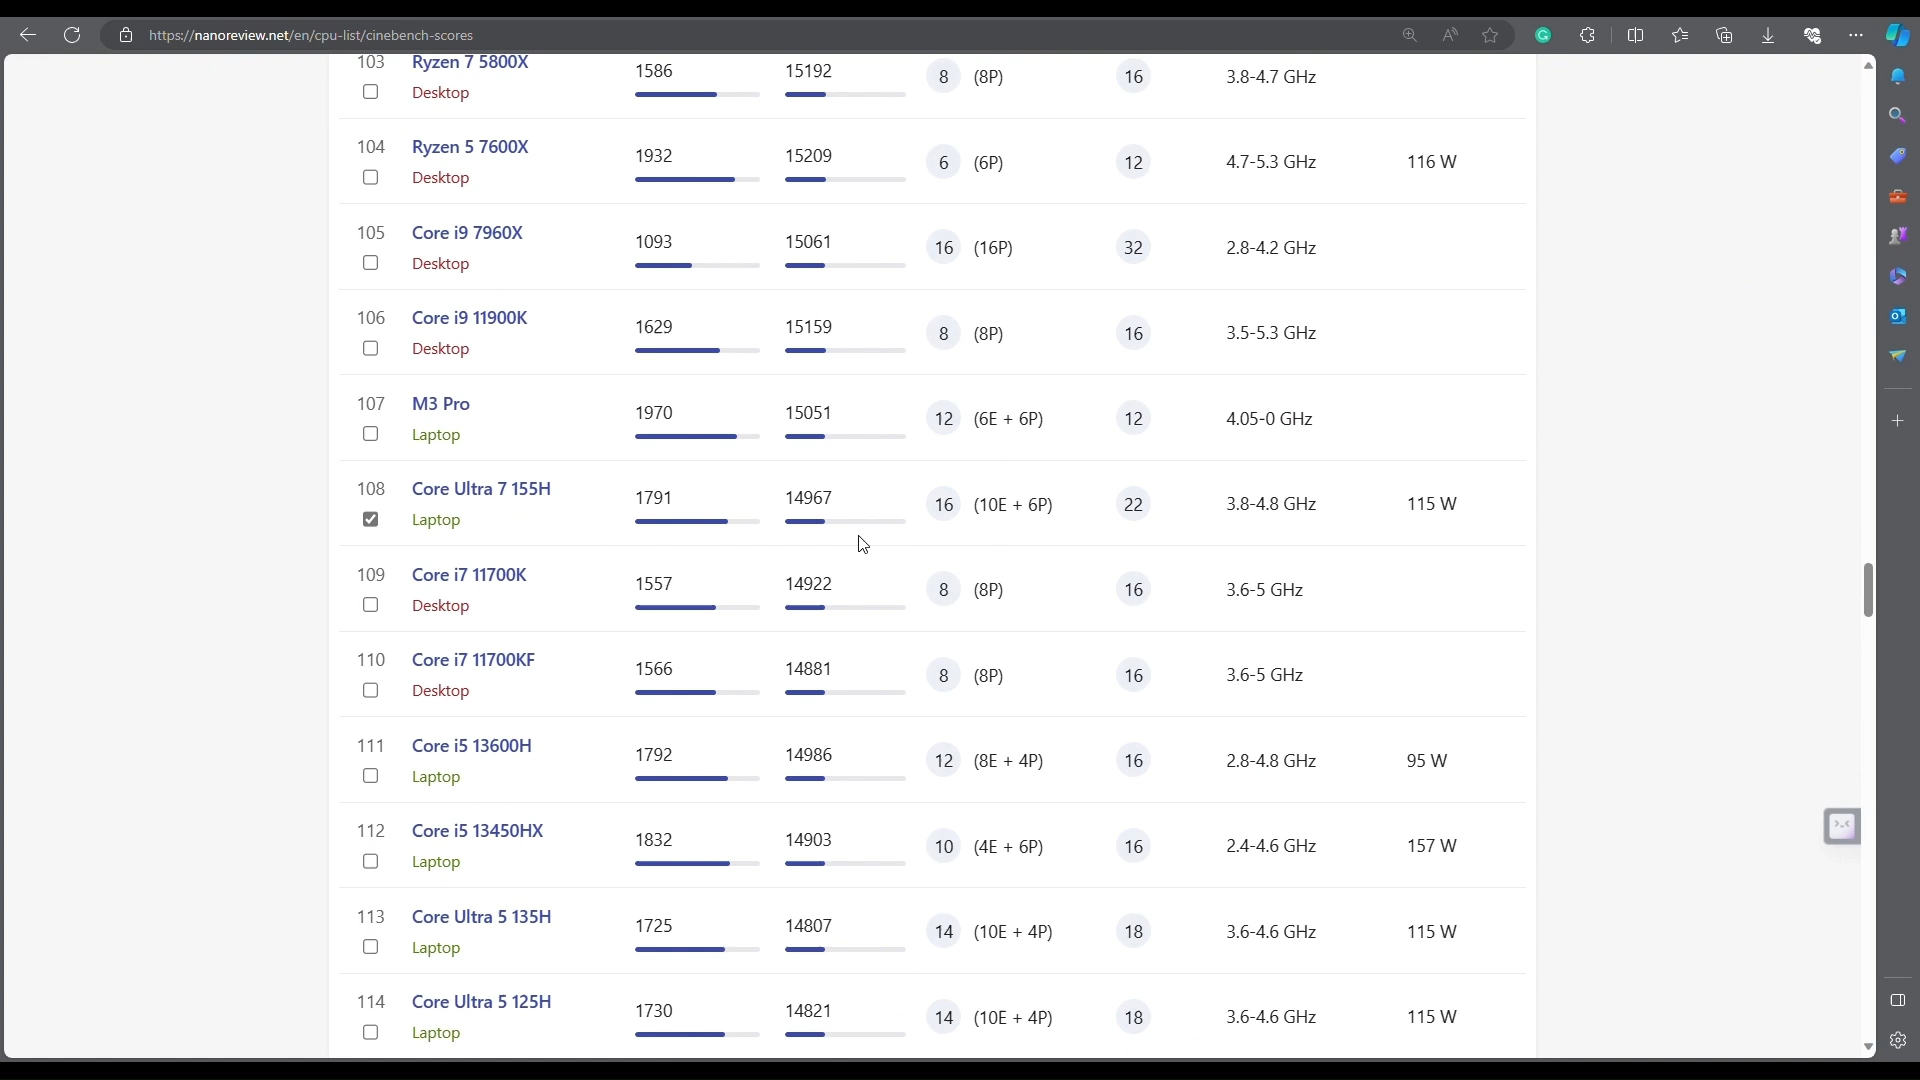 https://nanoreview.net/en/cpu-list/cinebench-scores
103 Ryzen 7 5800X 1586 15192 8 (8P) 16 3.8-4.7 GHz
Desktop
104 Ryzen 5 7600X 1932 15209 6 (6P) 12 4.7-5.3 GHz 116 W
Desktop
105 Core i9 7960X 1093 15061 16 (16P) 32 2.8-4.2 GHz
Desktop
106 Core i9 11900K 1629 15159 8 (8P) 16 3.5-5.3 GHz
Desktop
107 M3 Pro 1970 15051 12 (6E + 6P) 12 4.05-0 GHz
Laptop
108 Core Ultra 7 155H 1791 14967 16 (10E + 6P) 22 3.8-4.8 GHz 115 W
Laptop
109 Core i7 11700K 1557 14922 8 (8P) 16 3.6-5 GHz
Desktop
110 Core i7 11700KF 1566 14881 8 (8P) 16 3.6-5 GHz
Desktop
111 Core i5 13600H 1792 14986 12 (8E + 4P) 16 2.8-4.8 GHz 95 W
Laptop
112 Core i5 13450HX 1832 14903 10 (4E + 6P) 16 2.4-4.6 GHz 157 W
Laptop
113 Core Ultra 5 135H 1725 14807 14 (10E + 4P) 18 3.6-4.6 GHz 115 W
Laptop
114 Core Ultra 5 125H 1730 14821 14 (10E + 4P) 18 3.6-4.6 GHz 115 W
Laptop